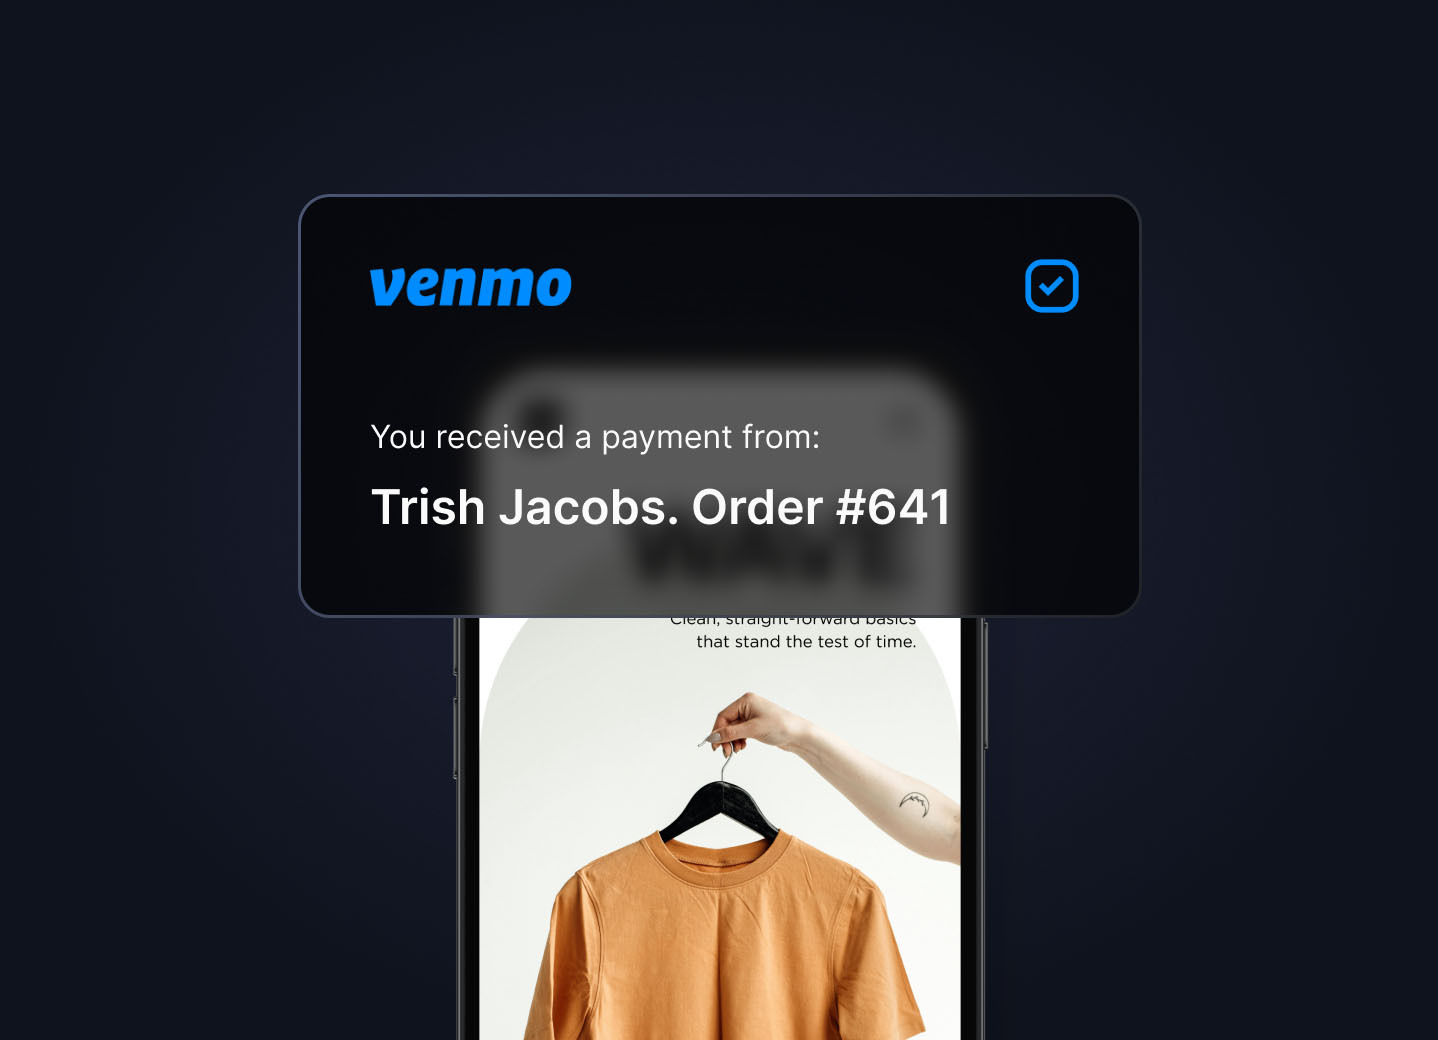 venmo
You received a payment from:
Trish Jacobs. Order #641
WAVE
Clean, straight-forward basics
that stand the test of time.